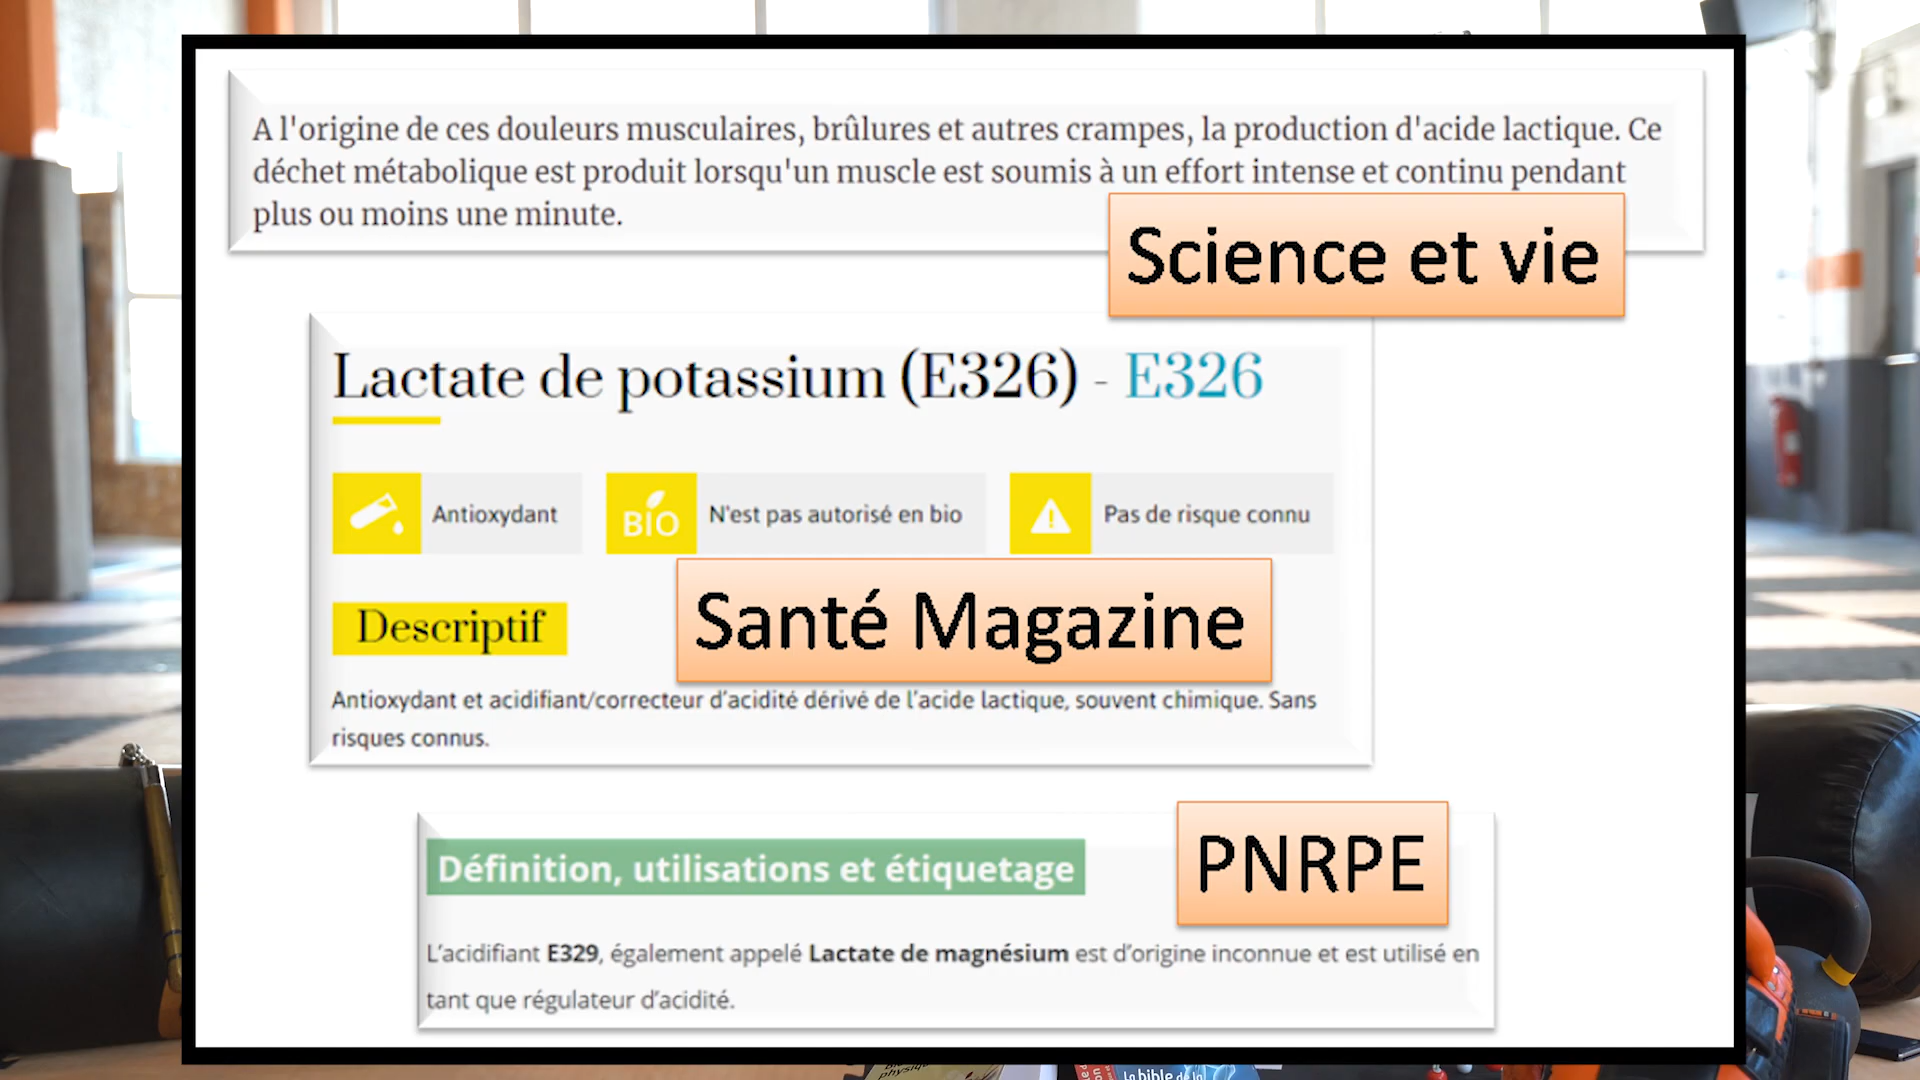 A l'origine de ces douleurs musculaires, brûlures et autres crampes, la production d'acide lactique. Ce
déchet métabolique est produit lorsqu'un muscle est soumis à un effort intense et continu pendant
plus ou moins une minute.
Science et vie
Lactate de potassium (E326) - E326
Antioxydant
BIO
N'est pas autorisé en bio
Pas de risque connu
Santé Magazine
Descriptif
Antioxydant et acidifiant/correcteur d'acidité dérivé de l'acide lactique, souvent chimique. Sans
risques connus.
PNRPE
Définition, utilisations et étiquetage
L'acidifiant E329, également appelé Lactate de magnésium est d'origine inconnue et est utilisé en
tant que régulateur d'acidité.
La bible de la